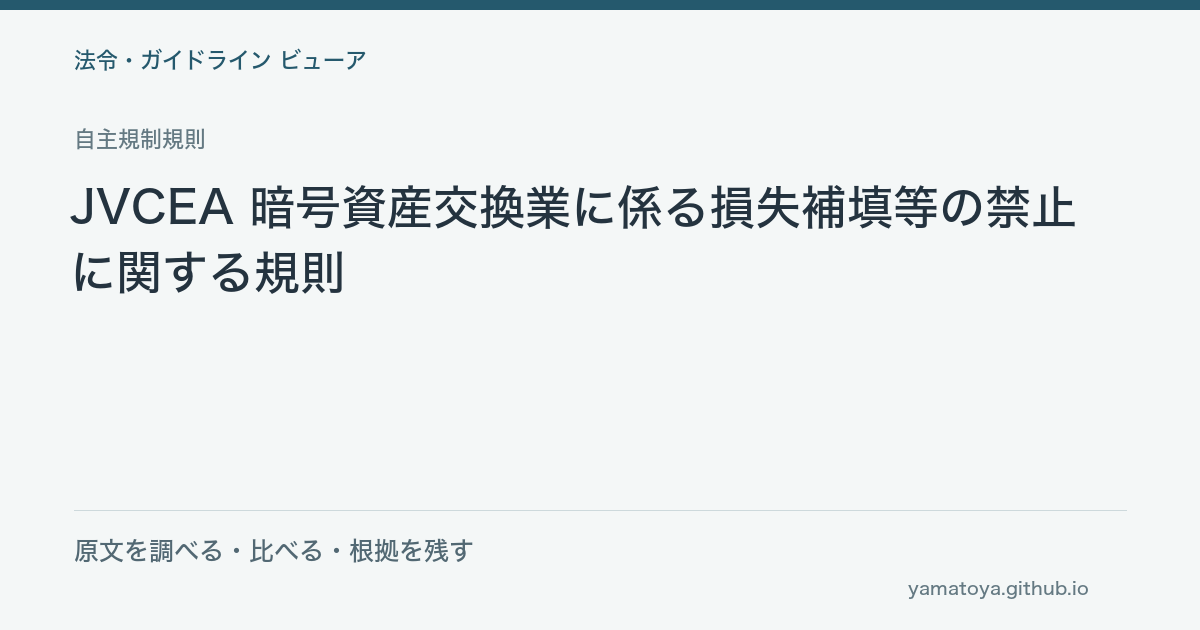 法令・ガイドライン ビューア
自主規制規則
JVCEA 暗号資産交換業に係る損失補填等の禁止
に関する規則
原文を調べる・比べる・根拠を残す
yamatoya.github.io